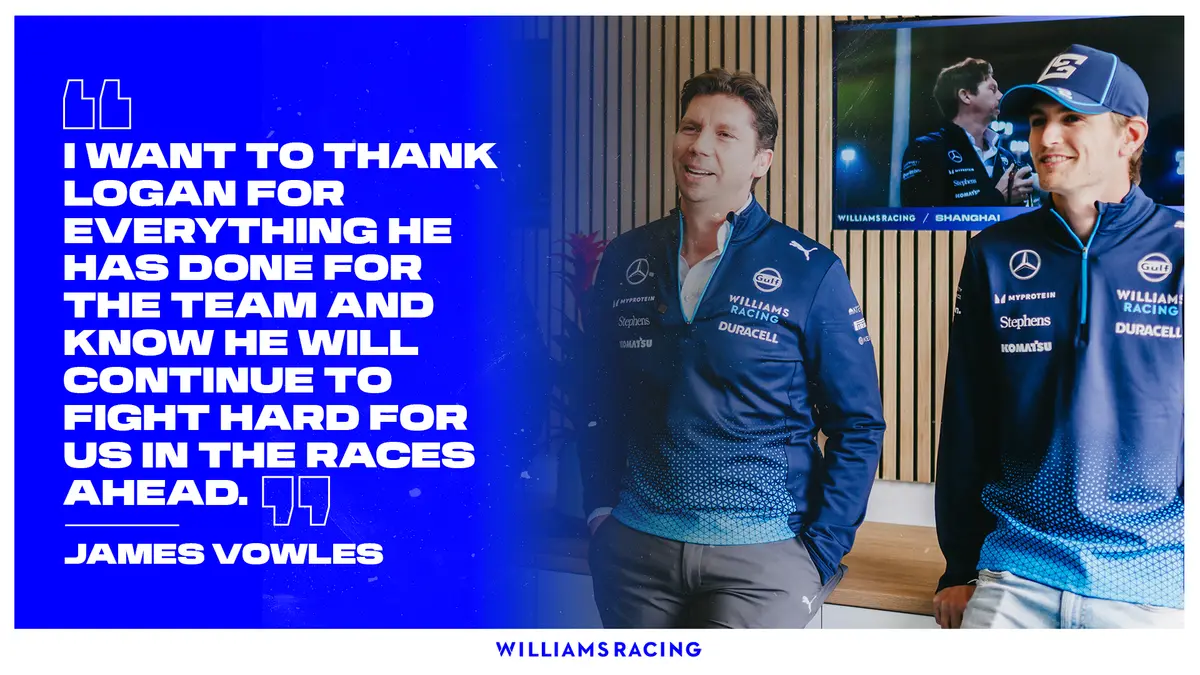 I WANT TO THANK
LOGAN FOR
EVERYTHING HE
HAS DONE FOR
THE TEAM AND
KNOW HE WILL
CONTINUE TO
FIGHT HARD FOR
US IN THE RACES
AHEAD.
JAMES VOWLES
WILLIAMS RACING / SHANGHAI
MYPROTEIN
Stephens
KOMATSU
Gulf
WILLIAMS
RACING
DURACELL
MYPROTEIN
Stephens
KOMATSU
Gulf
WILLIAMS
RACING
DURACELL
WILLIAMS RACING